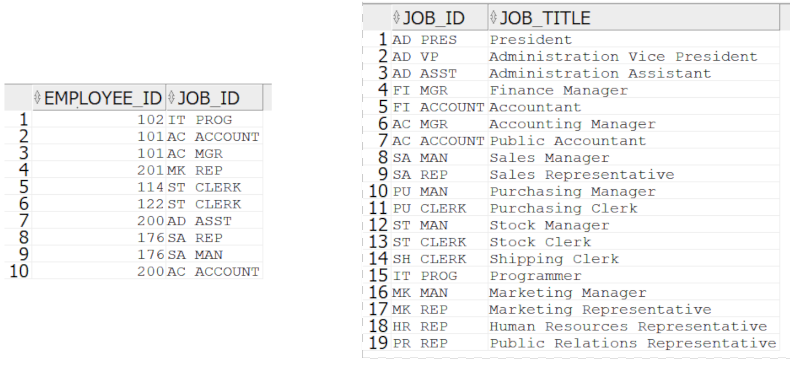 EMPLOYEE_ID JOB_ID
1 102 IT PROG
2 101 AC ACCOUNT
3 101 AC MGR
4 201 MK REP
5 114 ST CLERK
6 122 ST CLERK
7 200 AD ASST
8 176 SA REP
9 176 SA MAN
10 200 AC ACCOUNT
JOB_ID JOB_TITLE
1 AD PRES President
2 AD VP Administration Vice President
3 AD ASST Administration Assistant
4 FI MGR Finance Manager
5 FI ACCOUNT Accountant
6 AC MGR Accounting Manager
7 AC ACCOUNT Public Accountant
8 SA MAN Sales Manager
9 SA REP Sales Representative
10 PU MAN Purchasing Manager
11 PU CLERK Purchasing Clerk
12 ST MAN Stock Manager
13 ST CLERK Stock Clerk
14 SH CLERK Shipping Clerk
15 IT PROG Programmer
16 MK MAN Marketing Manager
17 MK REP Marketing Representative
18 HR REP Human Resources Representative
19 PR REP Public Relations Representative